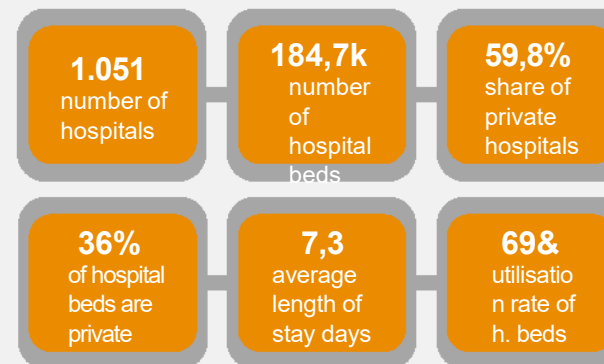 1.051
number of
hospitals
184,7k
number
of
hospital
beds
59,8%
share of
private
hospitals
36%
of hospital
beds are
private
7,3
average
length of
stay days
69&
utilisatio
n rate of
h. beds